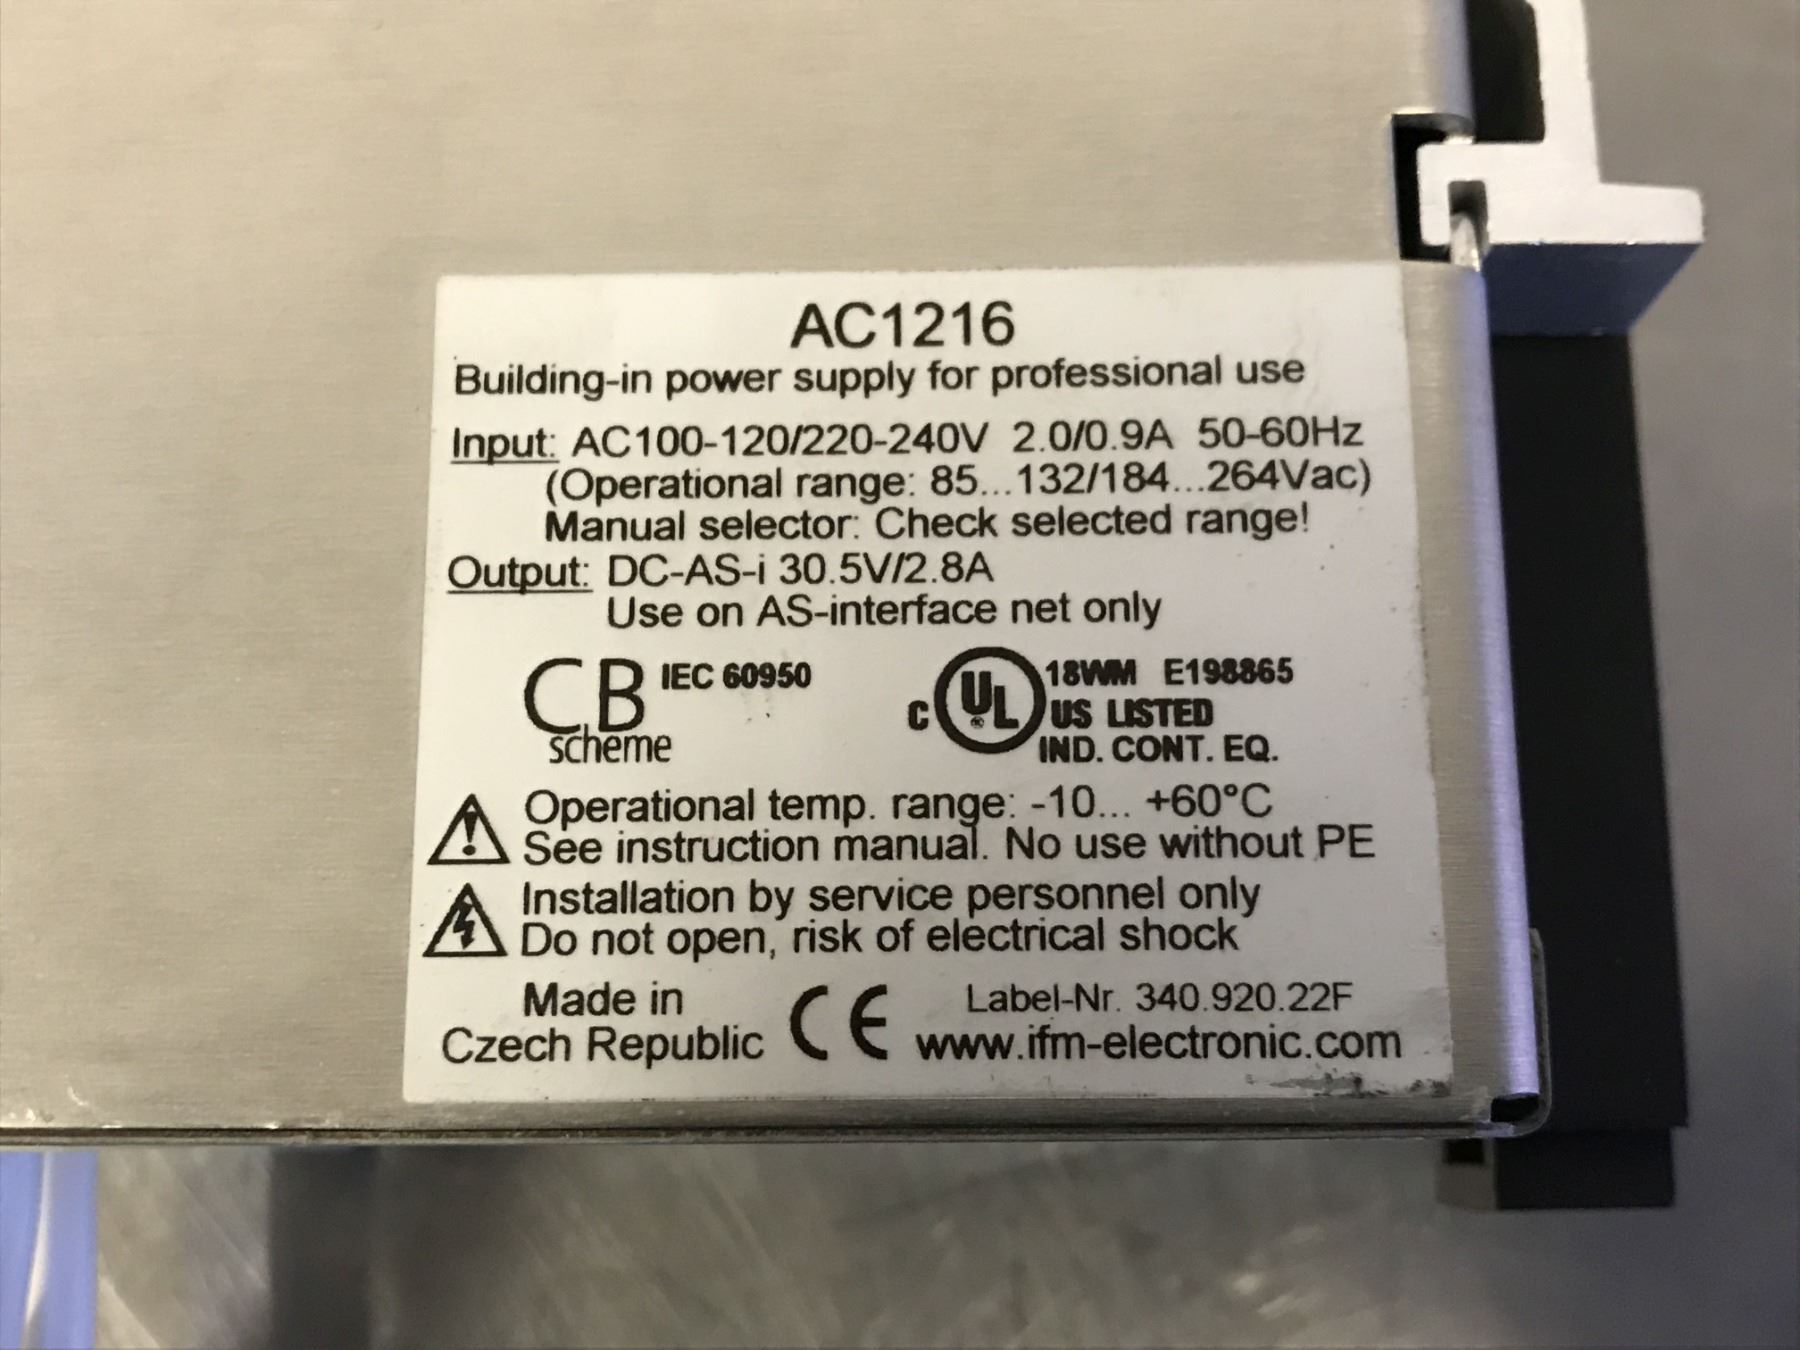 AC1216
Building-in power supply for professional use
Input: AC100-120/220-240V 2.0/0.9A 50-60Hz
(Operational range: 85...132/184...264Vac)
Manual selector: Check selected range!
Output: DC-AS-i 30.5V/2.8A
Use on AS-interface net only
CB scheme IEC 60950
c UL ® US LISTED 18WM E198865
IND. CONT. EQ.
Operational temp. range: -10... +60°C
See instruction manual. No use without PE
Installation by service personnel only
Do not open, risk of electrical shock
Made in
Czech Republic
CE
Label-Nr. 340.920.22F
www.ifm-electronic.com